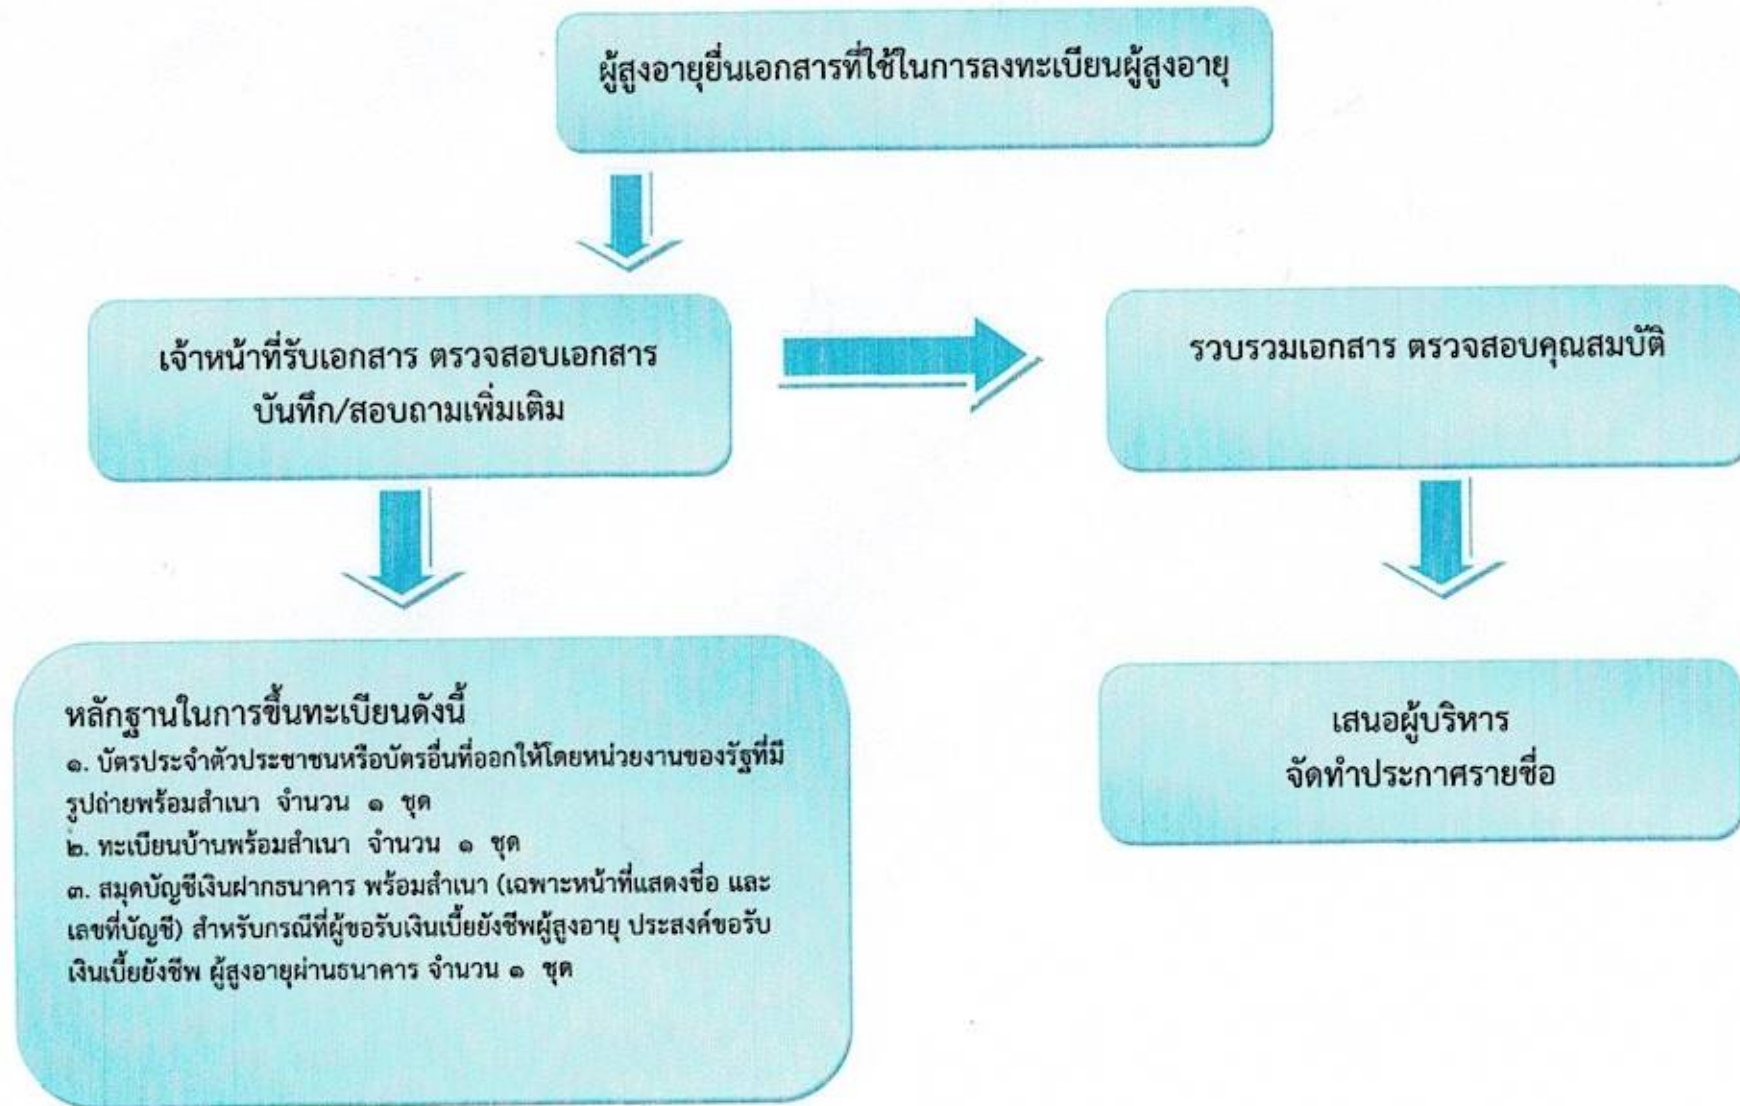 ผู้สูงอายุยื่นเอกสารที่ใช้ในการลงทะเบียนผู้สูงอายุ
เจ้าหน้าที่รับเอกสาร ตรวจสอบเอกสาร
บันทึก/สอบถามเพิ่มเติม
รวบรวมเอกสาร ตรวจสอบคุณสมบัติ
หลักฐานในการขึ้นทะเบียนดังนี้
๑. บัตรประจำตัวประชาชนหรือบัตรอื่นที่ออกให้โดยหน่วยงานของรัฐที่มี
รูปถ่ายพร้อมสำเนา จำนวน ๑ ชุด
๒. ทะเบียนบ้านพร้อมสำเนา จำนวน ๑ ชุด
๓. สมุดบัญชีเงินฝากธนาคาร พร้อมสำเนา (เฉพาะหน้าที่แสดงชื่อ และ
เลขที่บัญชี) สำหรับกรณีที่ผู้ขอรับเงินเบี้ยยังชีพผู้สูงอายุ ประสงค์ขอรับ
เงินเบี้ยยังชีพ ผู้สูงอายุผ่านธนาคาร จำนวน ๑ ชุด
เสนอผู้บริหาร
จัดทำประกาศรายชื่อ